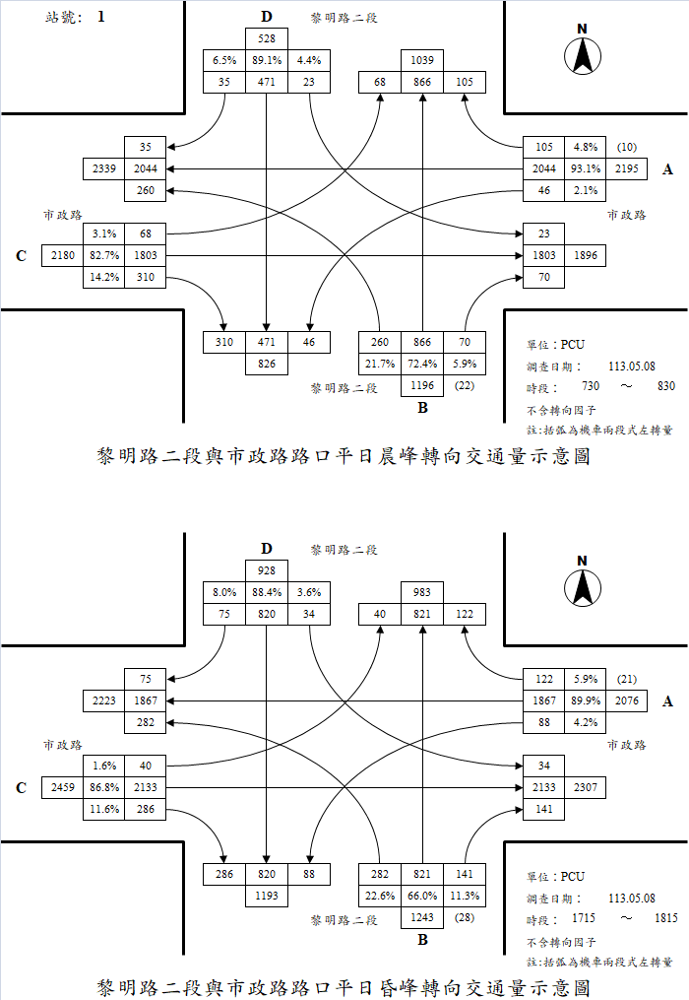 站號： 1
D 黎明路二段
N
528
6.5% 89.1% 4.4%
35 471 23
1039
68 866 105
35
2339 2044
260
105 4.8% (10)
2044 93.1% 2195
46 2.1%
A
市政路
市政路
3.1% 68
C 2180 82.7% 1803
14.2% 310
23
1803 1896
70
310 471 46
826
260 866 70
21.7% 72.4% 5.9%
黎明路二段 1196 (22)
B
單位：PCU
調查日期： 113.05.08
時段： 730 ～ 830
不含轉向因子
註:括弧為機車兩段式左轉量
黎明路二段與市政路路口平日晨峰轉向交通量示意圖
D 黎明路二段
N
928
8.0% 88.4% 3.6%
75 820 34
983
40 821 122
75
2223 1867
282
122 5.9% (21)
1867 89.9% 2076
88 4.2%
A
市政路
市政路
1.6% 40
C 2459 86.8% 2133
11.6% 286
34
2133 2307
141
286 820 88
1193
282 821 141
22.6% 66.0% 11.3%
黎明路二段 1243 (28)
B
單位：PCU
調查日期： 113.05.08
時段： 1715 ～ 1815
不含轉向因子
註:括弧為機車兩段式左轉量
黎明路二段與市政路路口平日昏峰轉向交通量示意圖